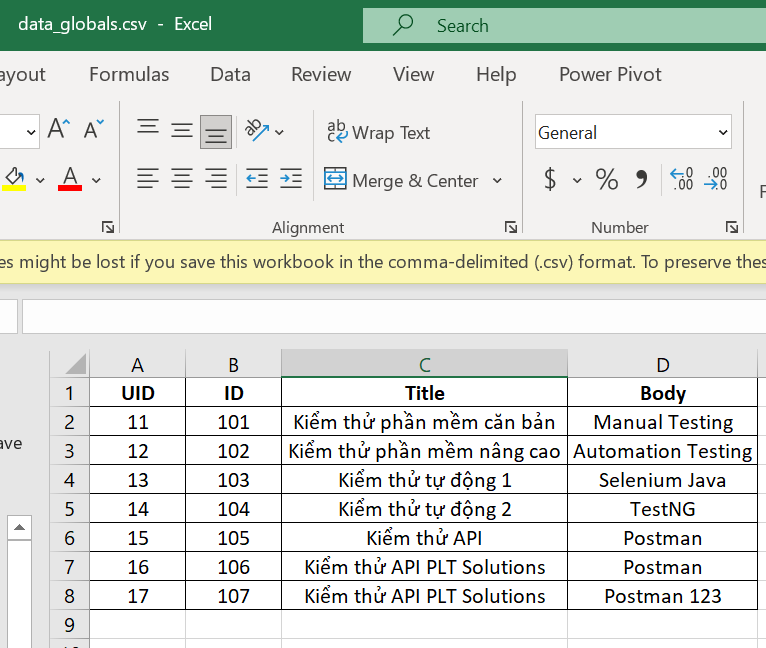 data_globals.csv - Excel
Search
ayout Formulas Data Review View Help Power Pivot
A A ab Wrap Text General
A Merge & Center $ % , .00 .00
Alignment Number
es might be lost if you save this workbook in the comma-delimited (.csv) format. To preserve thes
A B C D
1 UID ID Title Body
2 11 101 Kiểm thử phần mềm căn bản Manual Testing
3 12 102 Kiểm thử phần mềm nâng cao Automation Testing
ave
4 13 103 Kiểm thử tự động 1 Selenium Java
5 14 104 Kiểm thử tự động 2 TestNG
6 15 105 Kiểm thử API Postman
7 16 106 Kiểm thử API PLT Solutions Postman
8 17 107 Kiểm thử API PLT Solutions Postman 123
9